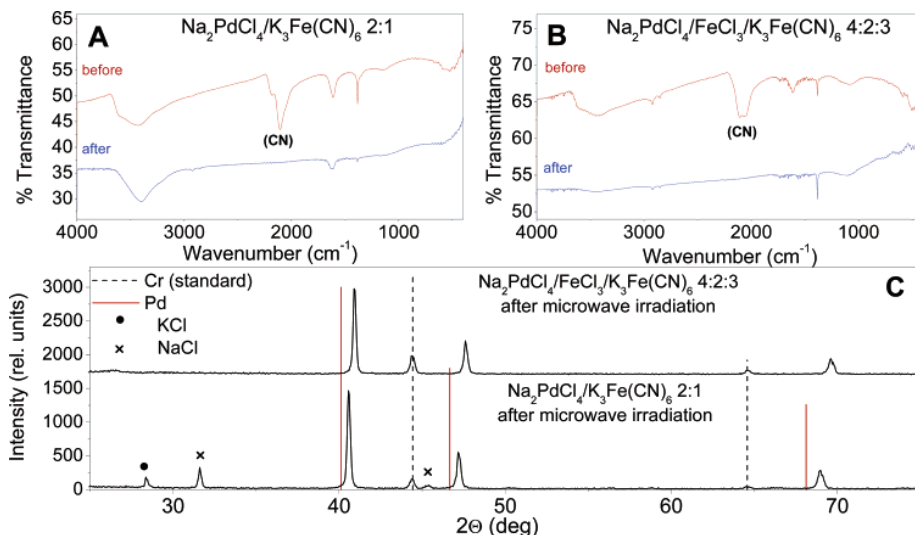 A
Na₂PdCl₄/K₃Fe(CN)₆ 2:1
before
(CN)
after
% Transmittance
65
60
55
50
45
40
35
30
4000
3000
2000
1000
Wavenumber (cm⁻¹)
B
Na₂PdCl₄/FeCl₃/K₃Fe(CN)₆ 4:2:3
before
(CN)
after
% Transmittance
75
70
65
60
55
50
4000
3000
2000
1000
Wavenumber (cm⁻¹)
C
Cr (standard)
Pd
KCl
NaCl
Na₂PdCl₄/FeCl₃/K₃Fe(CN)₆ 4:2:3
after microwave irradiation
Na₂PdCl₄/K₃Fe(CN)₆ 2:1
after microwave irradiation
Intensity (rel. units)
3000
2500
2000
1500
1000
500
0
30
40
50
60
70
2Θ (deg)